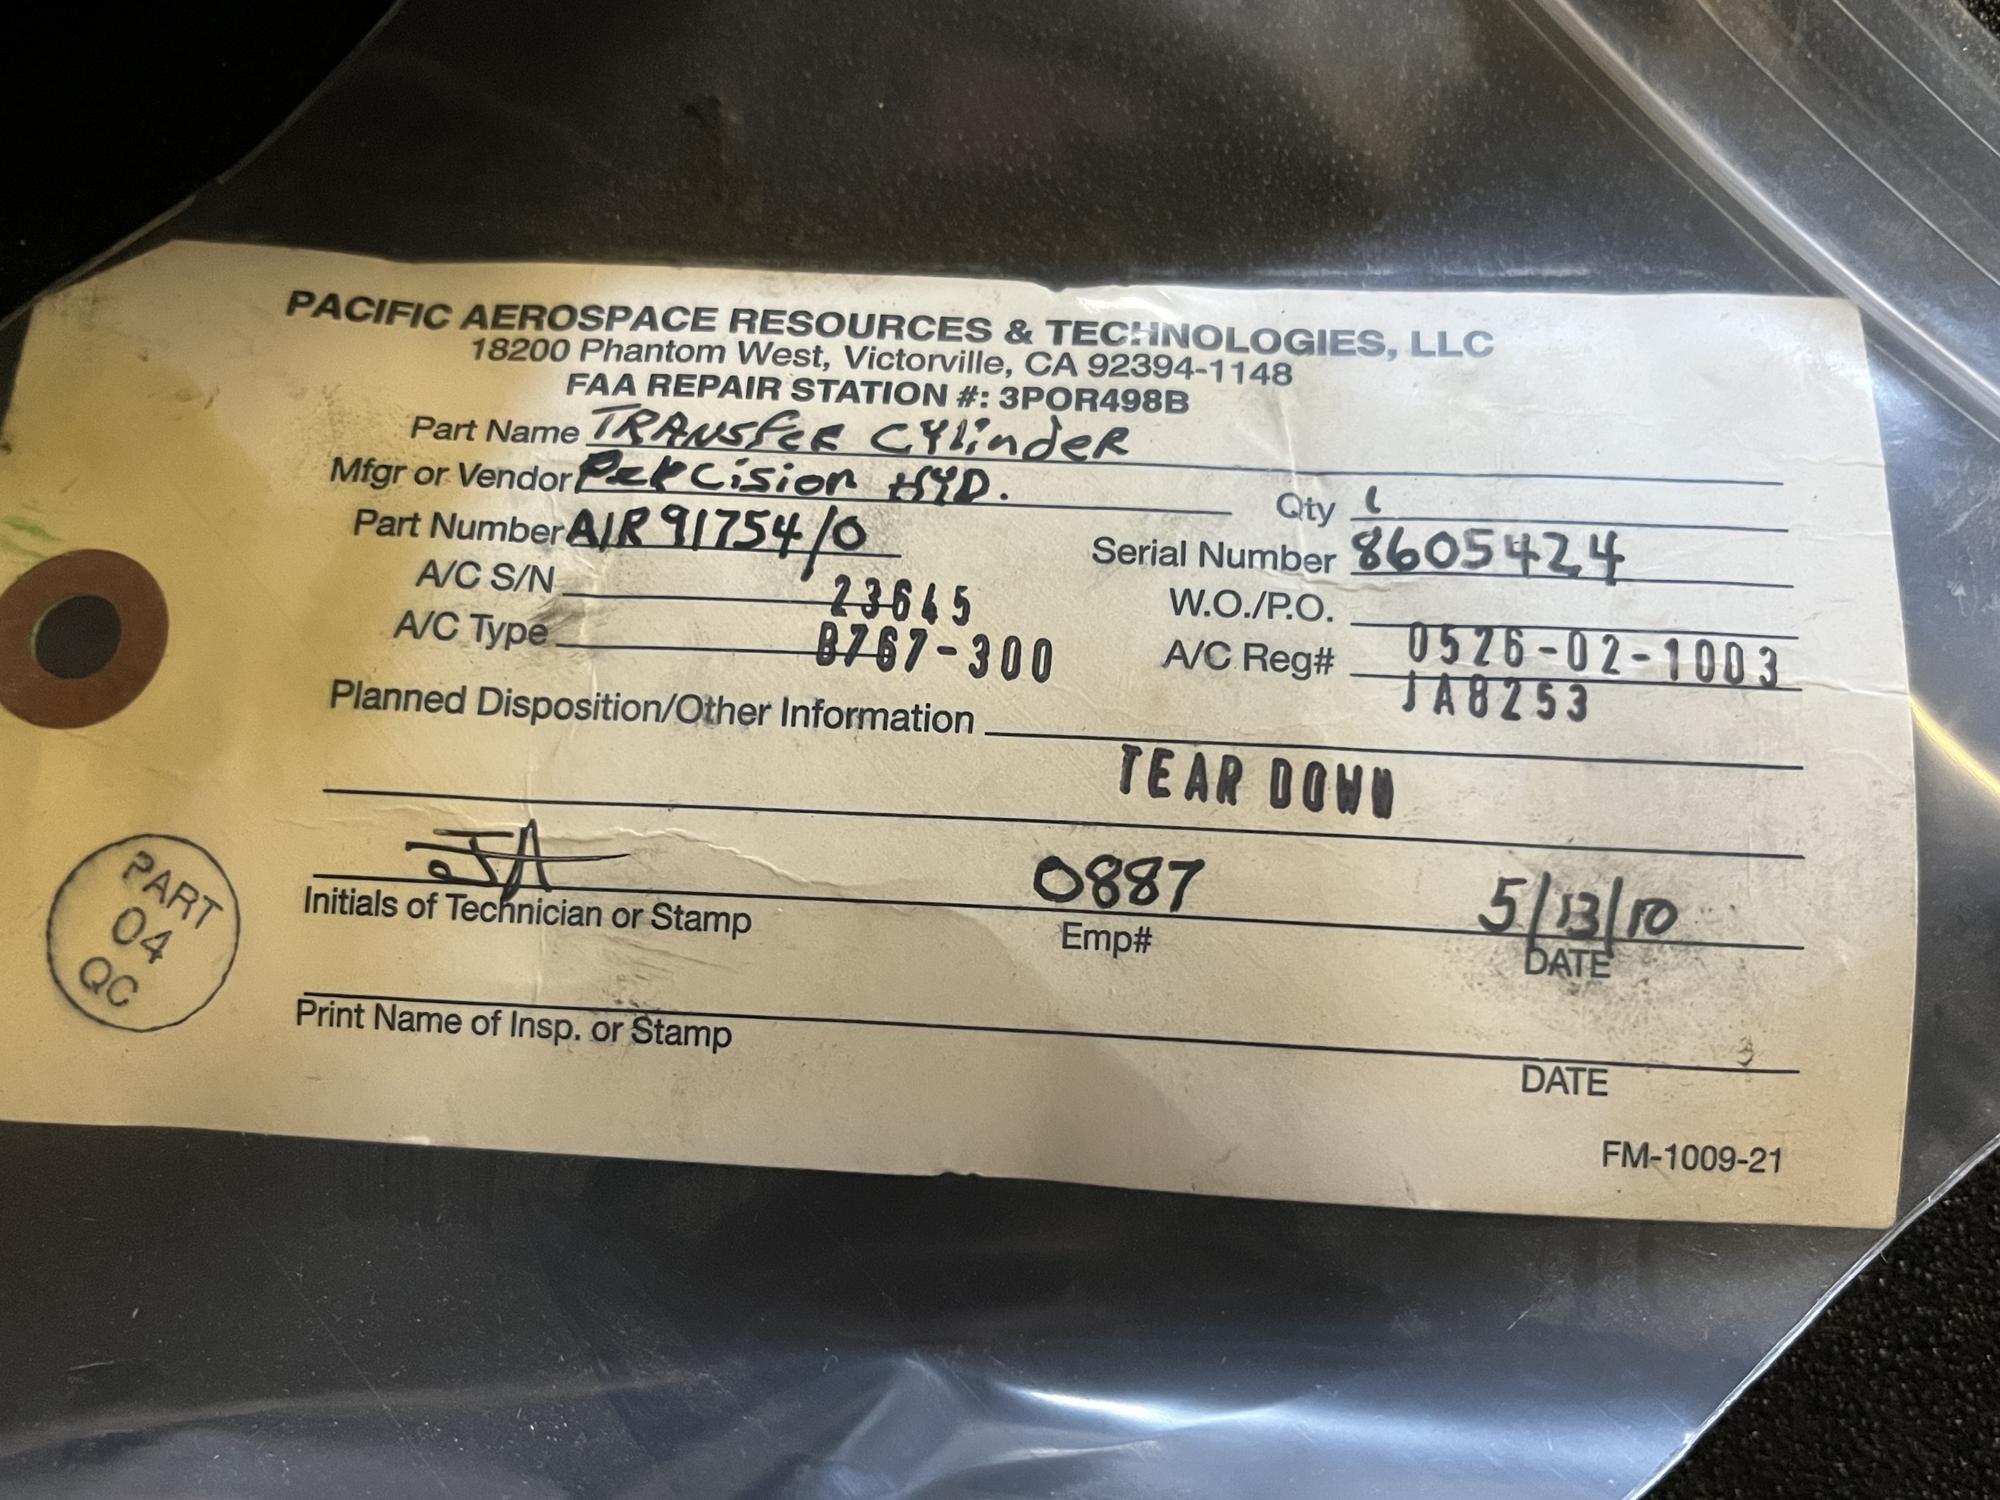 PACIFIC AEROSPACE RESOURCES & TECHNOLOGIES, LLC
18200 Phantom West, Victorville, CA 92394-1148
FAA REPAIR STATION #: 3POR498B
Part Name TRANSFER CYlindeR
Mfgr or Vendor PERCision HYD. Qty 1
Part Number AIR91754/0 Serial Number 8605424
A/C S/N 23645 W.O./P.O. 0526-02-1003
A/C Type B767-300 A/C Reg# JA8253
Planned Disposition/Other Information
TEAR DOWN
JA 0887 5/13/10
Initials of Technician or Stamp Emp# DATE
PART
04
QC
Print Name of Insp. or Stamp DATE
FM-1009-21